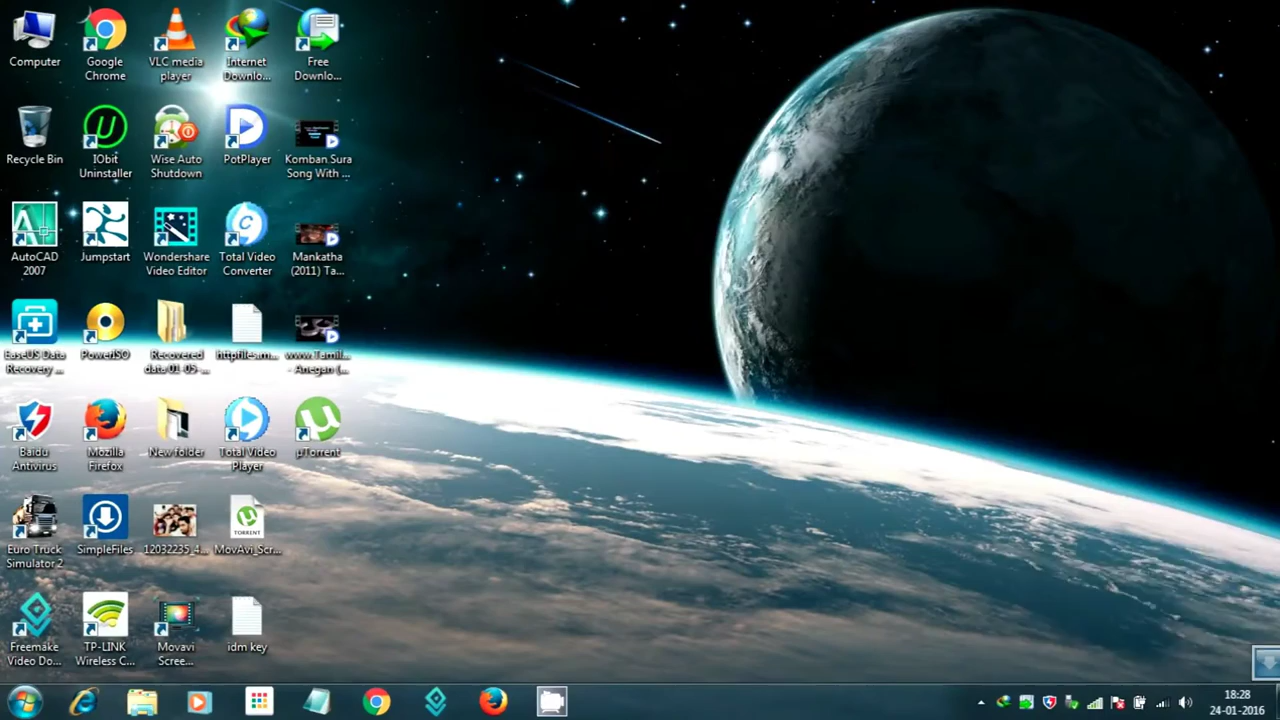 Computer
Google
Chrome
VLC media
player
Internet
Downlo...
Free
Downlo...
Recycle Bin
IObit
Uninstaller
Wise Auto
Shutdown
PotPlayer
Komban Sura
Song With ...
AutoCAD
2007
Jumpstart
Wondershare
Video Editor
Total Video
Converter
Mankatha
(2011) Ta...
EaseUS Data
Recovery ...
PowerISO
Recovered
data 01-05-...
httpfiles.m...
www.Tamil...
- Anegan (...
Baidu
Antivirus
Mozilla
Firefox
New folder
Total Video
Player
µTorrent
Euro Truck
Simulator 2
SimpleFiles
12032235_4...
TORRENT
MovAvi_Scr...
Freemake
Video Do...
TP-LINK
Wireless C...
Movavi
Scree...
idm key
18:28
24-01-2016